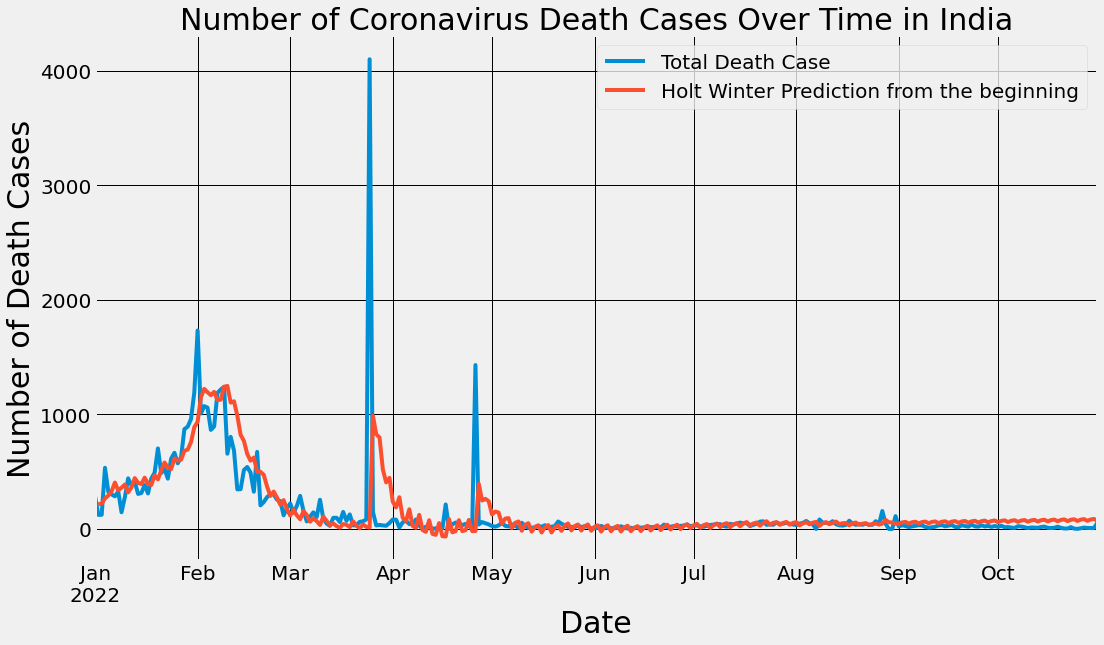 Number of Coronavirus Death Cases Over Time in India
Total Death Case
Holt Winter Prediction from the beginning
4000
3000
2000
1000
0
Number of Death Cases
Jan Feb Mar Apr May Jun Jul Aug Sep Oct
2022
Date